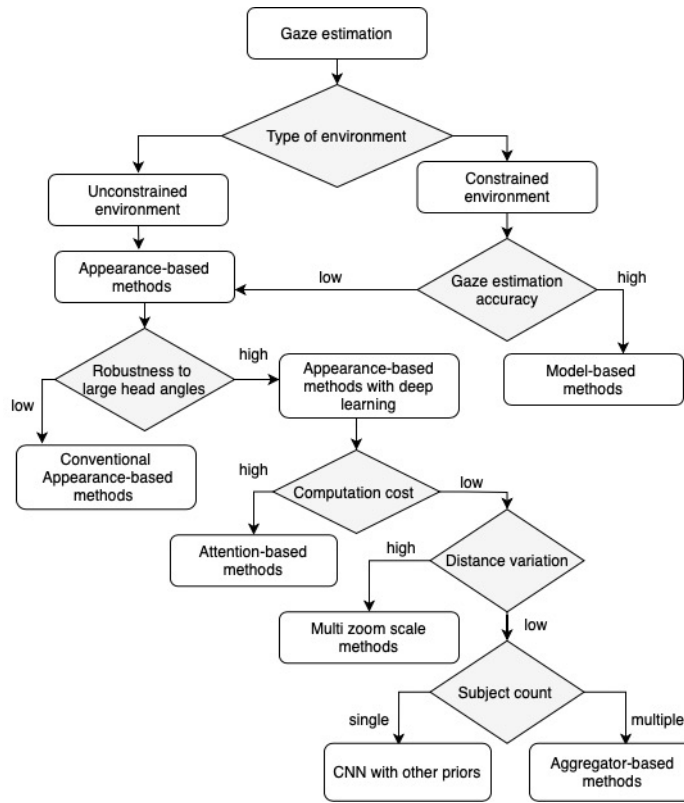 Gaze estimation
Type of environment
Unconstrained
environment
Constrained
environment
Appearance-based
methods
low
Gaze estimation
accuracy
high
Robustness to
large head angles
high
Appearance-based
methods with deep
learning
Model-based
methods
low
Conventional
Appearance-based
methods
high
Computation cost
low
Attention-based
methods
high
Distance variation
Multi zoom scale
methods
low
Subject count
single
multiple
CNN with other priors
Aggregator-based
methods